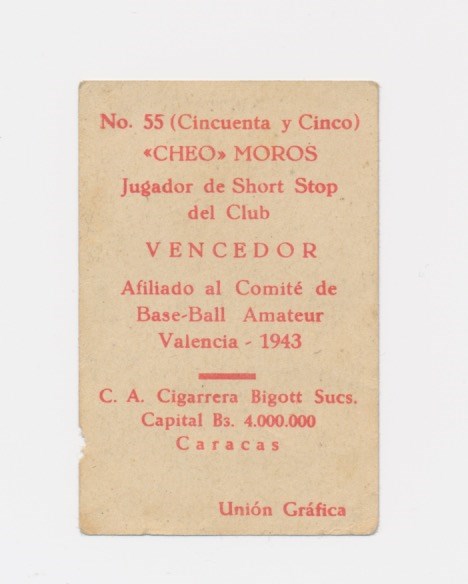 No. 55 (Cincuenta y Cinco)
«CHEO» MOROS
Jugador de Short Stop
del Club
VENCEDOR
Afiliado al Comité de
Base-Ball Amateur
Valencia - 1943
C. A. Cigarrera Bigott Sucs.
Capital Bs. 4.000.000
Caracas
Unión Gráfica